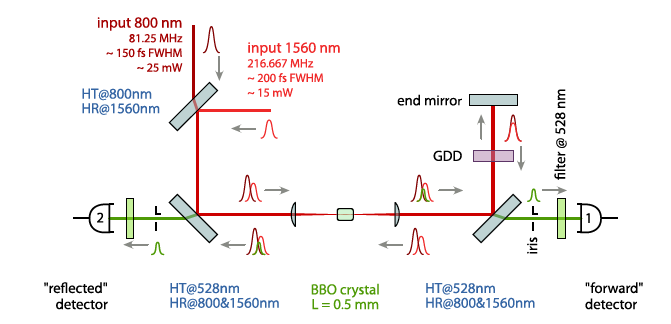 input 800 nm
81.25 MHz
~ 150 fs FWHM
~ 25 mW
input 1560 nm
216.667 MHz
~ 200 fs FWHM
~ 15 mW
HT@800nm
HR@1560nm
end mirror
GDD
filter @ 528 nm
2
1
iris
"reflected"
detector
HT@528nm
HR@800&1560nm
BBO crystal
L = 0.5 mm
HT@528nm
HR@800&1560nm
"forward"
detector